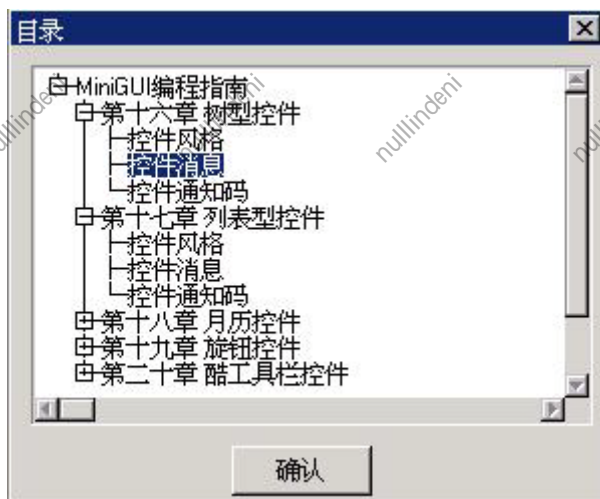 目录
MiniGUI编程指南
第十六章 树型控件
控件风格
控件消息
控件通知码
第十七章 列表型控件
控件风格
控件消息
控件通知码
第十八章 月历控件
第十九章 旋钮控件
第二十章 酷工具栏控件
确认
nulllindeni
nulllindeni
nulllindeni